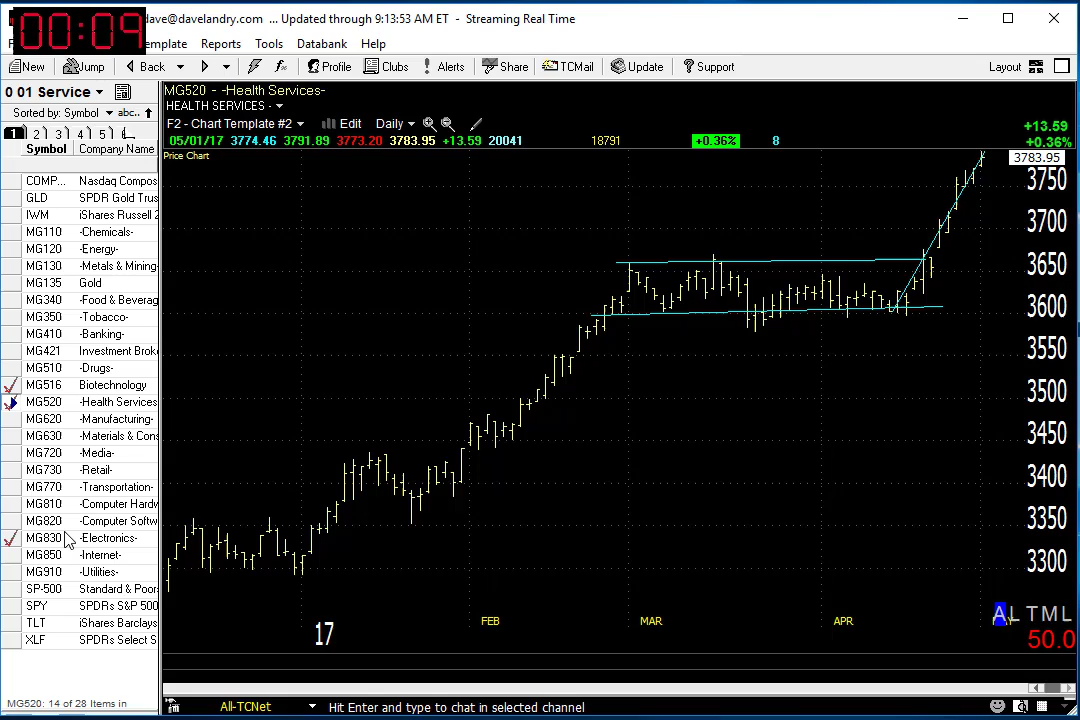 00:09
dave@davelandry.com ... Updated through 9:13:53 AM ET - Streaming Real Time
Template Reports Tools Databank Help
New Jump Back Profile Clubs Alerts Share TCMail Update Support Layout
0 01 Service
Sorted by: Symbol abc..
1 2 3 4 5
Symbol Company Name
COMP... Nasdaq Compos
GLD SPDR Gold Trus
IWM iShares Russell 2
MG110 -Chemicals-
MG120 -Energy-
MG130 -Metals & Mining-
MG135 Gold
MG340 -Food & Beverag
MG350 -Tobacco-
MG410 -Banking-
MG421 Investment Broke
MG510 -Drugs-
MG516 Biotechnology
MG520 -Health Services
MG620 -Manufacturing-
MG630 -Materials & Cons
MG720 -Media-
MG730 -Retail-
MG770 -Transportation-
MG810 -Computer Hardw
MG820 -Computer Softw
MG830 -Electronics-
MG850 -Internet-
MG910 -Utilities-
SP-500 Standard & Poor
SPY SPDRs S&P 500
TLT iShares Barclays
XLF SPDRs Select S
MG520: 14 of 28 Items in
MG520 - -Health Services-
HEALTH SERVICES -
F2 - Chart Template #2 Edit Daily
05/01/17 3774.46 3791.89 3773.20 3783.95 +13.59 20041 18791 +0.36% 8
+13.59
+0.36%
Price Chart
3783.95
3750
3700
3650
3600
3550
3500
3450
3400
3350
3300
17 FEB MAR APR
ALTML
50.0
All-TCNet Hit Enter and type to chat in selected channel